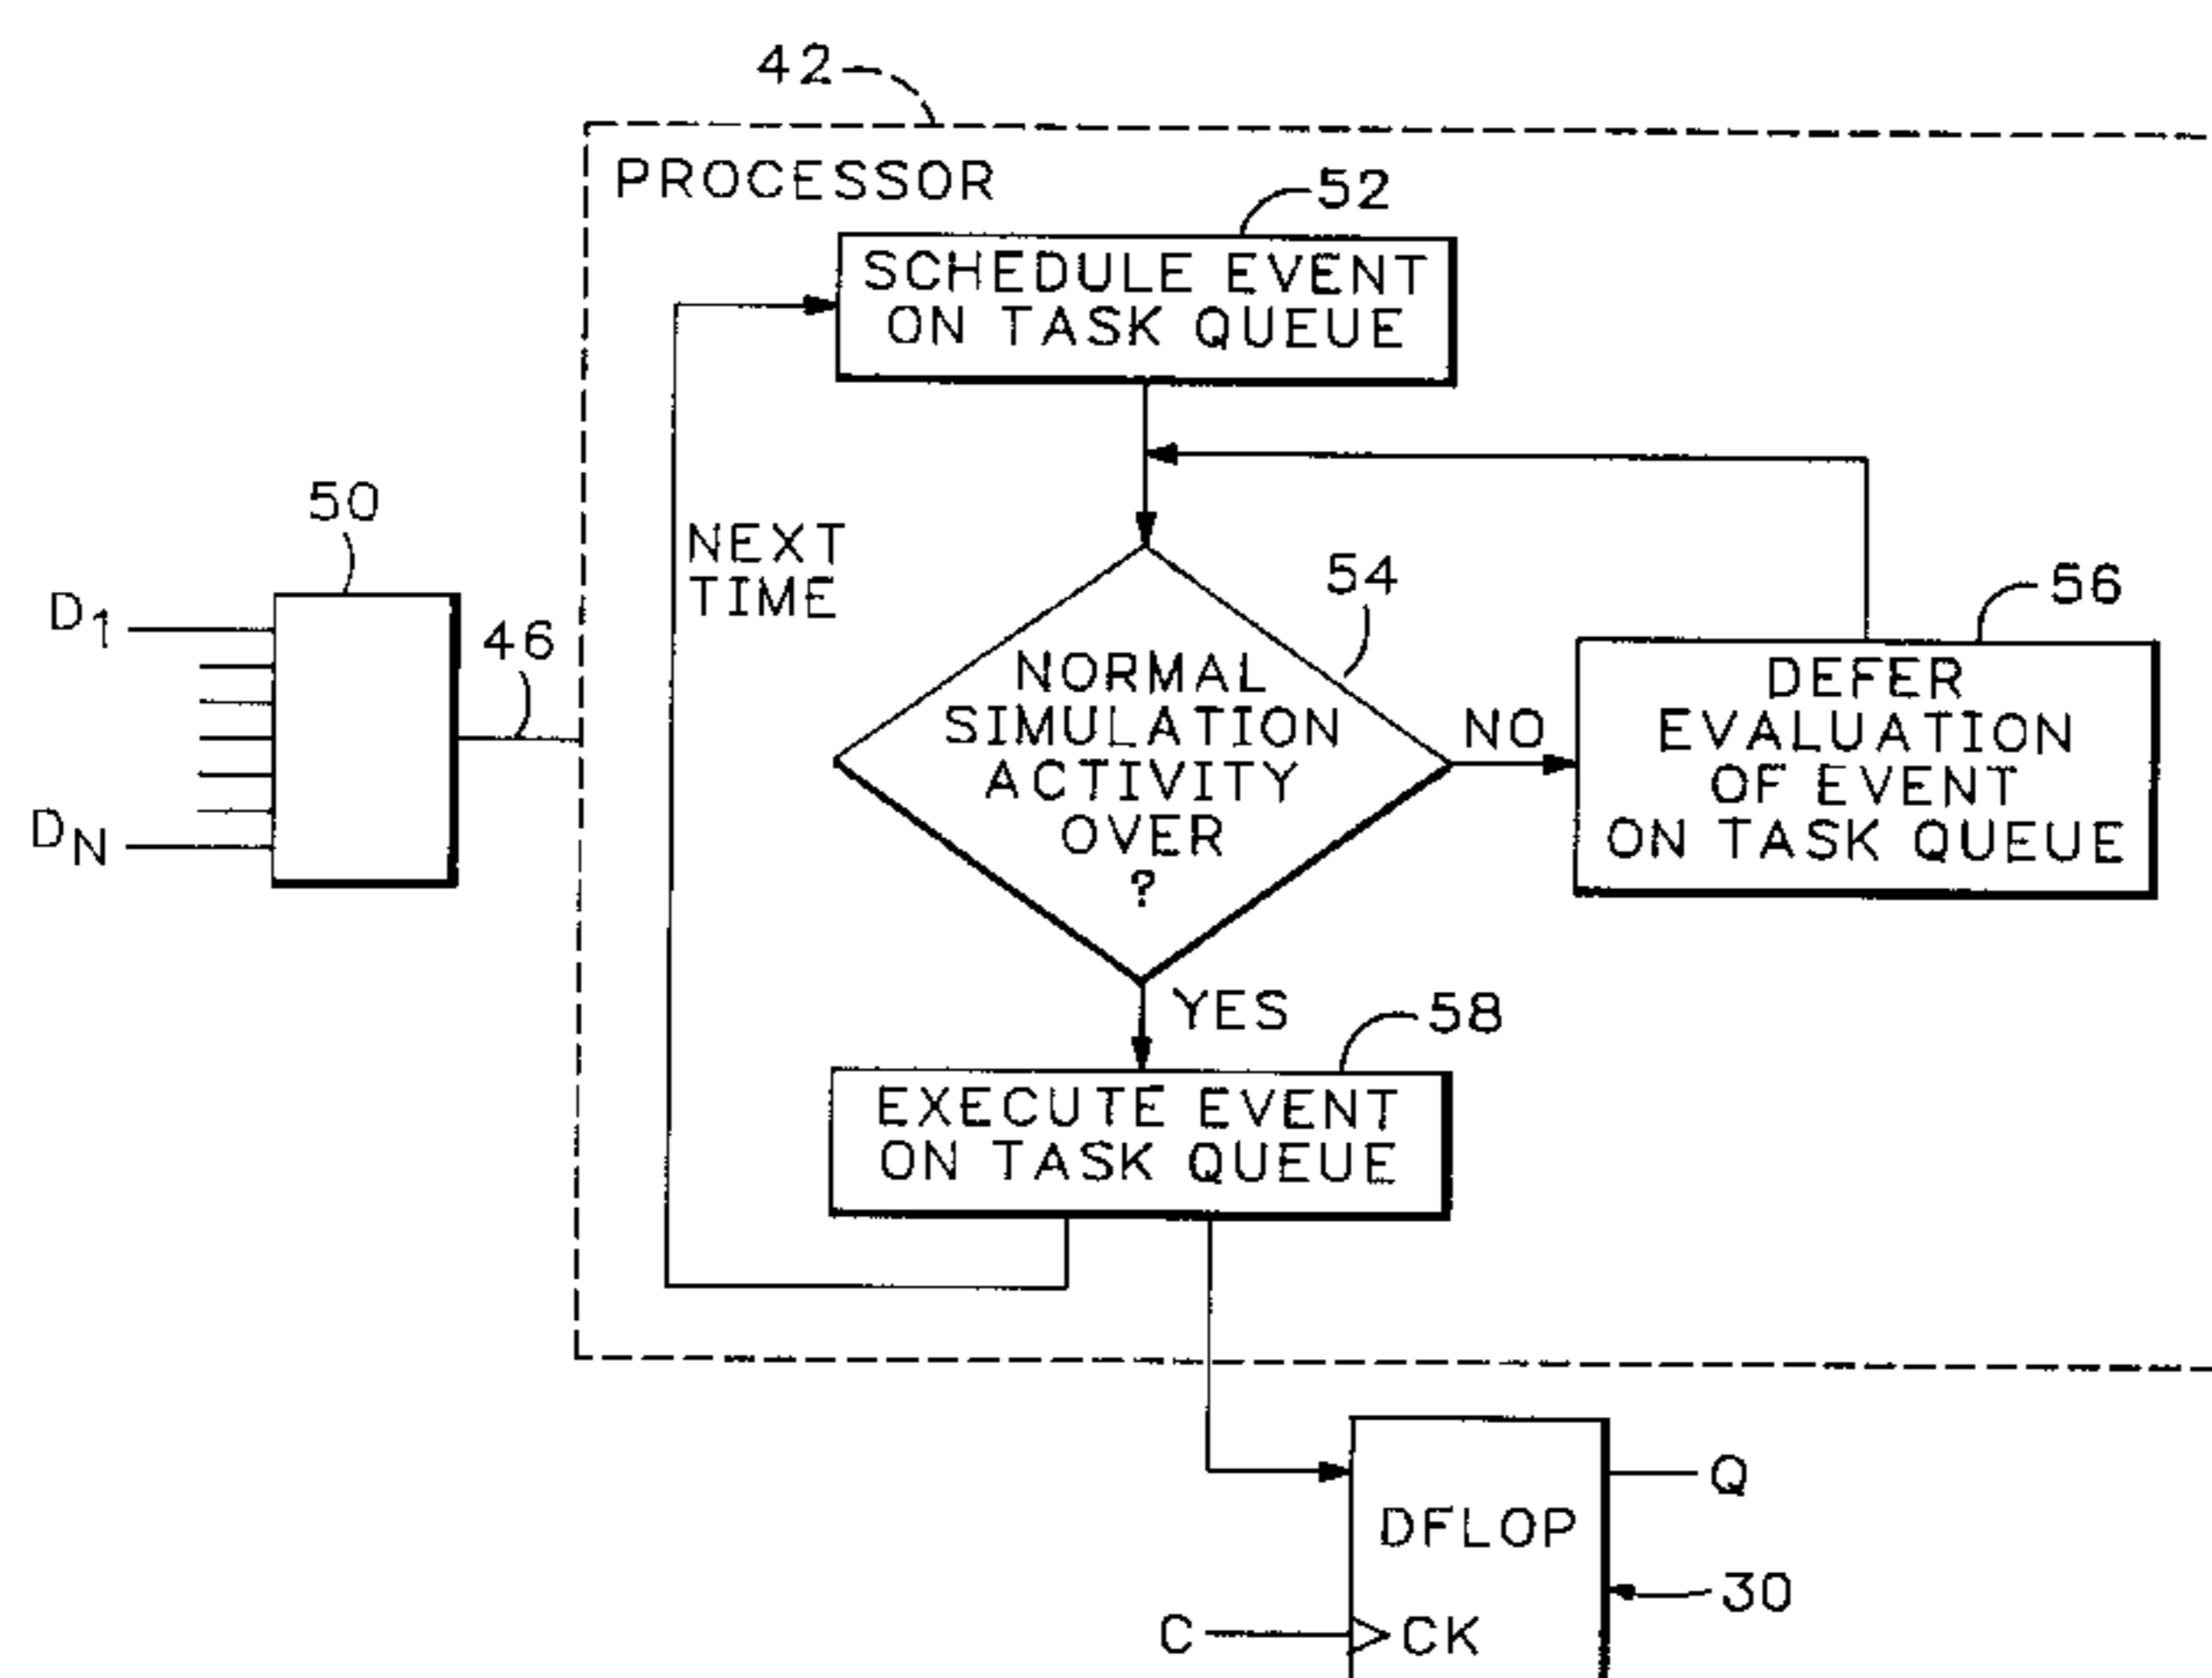 42
PROCESSOR
52
SCHEDULE EVENT
ON TASK QUEUE
50
NEXT
TIME
54
56
D1
46
NORMAL
SIMULATION
ACTIVITY
OVER
?
NO
DEFER
EVALUATION
OF EVENT
ON TASK QUEUE
DN
YES
58
EXECUTE EVENT
ON TASK QUEUE
Q
DFLOP
30
C
CK